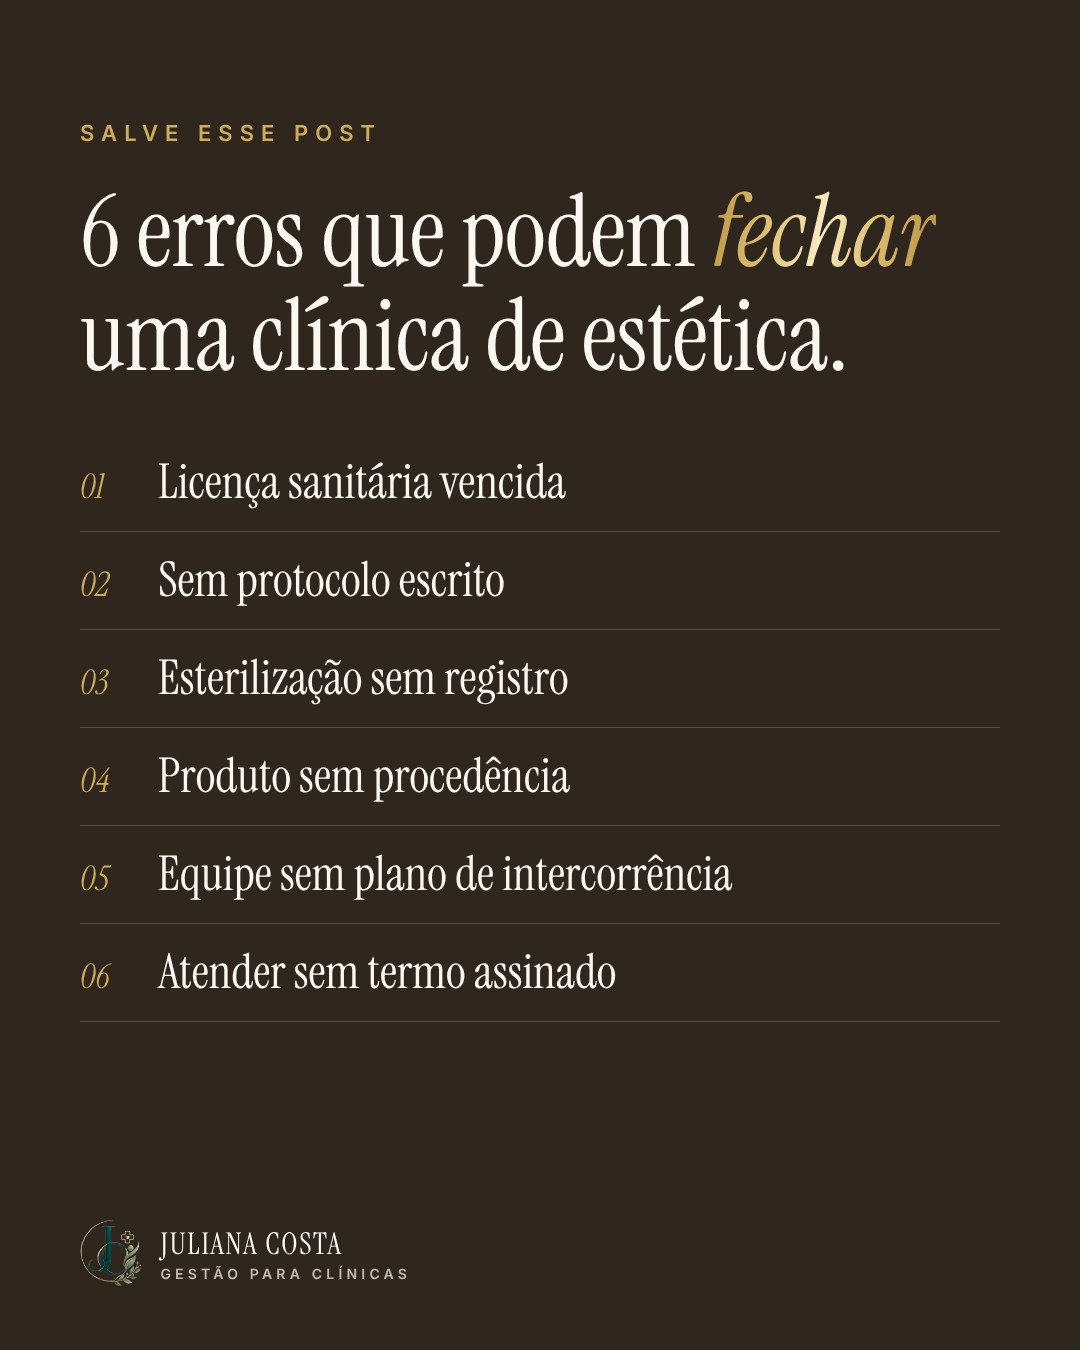 SALVE ESSE POST
6 erros que podem fechar
uma clínica de estética.
01 Licença sanitária vencida
02 Sem protocolo escrito
03 Esterilização sem registro
04 Produto sem procedência
05 Equipe sem plano de intercorrência
06 Atender sem termo assinado
JC
JULIANA COSTA
GESTÃO PARA CLÍNICAS